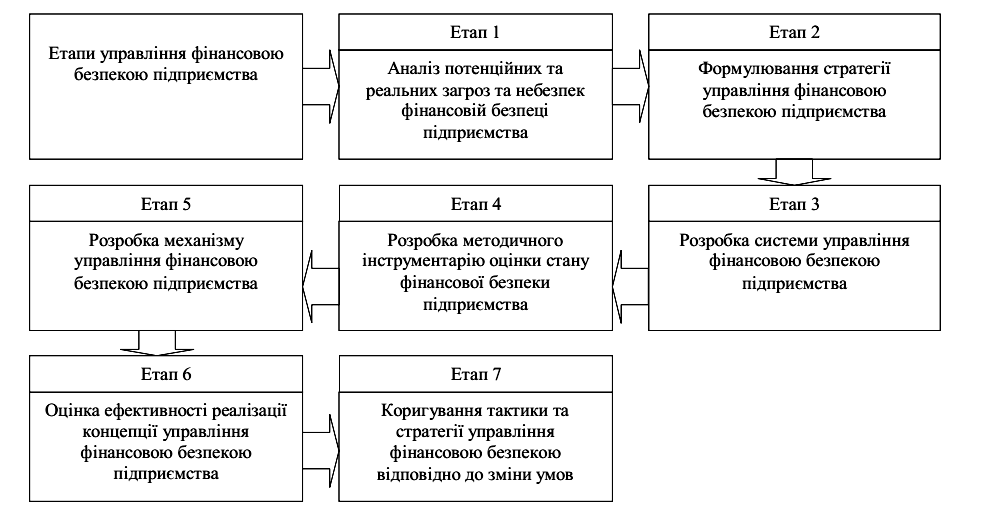 Етапи управління фінансовою
безпекою підприємства
Етап 1
Аналіз потенційних та
реальних загроз та небезпек
фінансовій безпеці
підприємства
Етап 2
Формулювання стратегії
управління фінансовою
безпекою підприємства
Етап 3
Розробка системи управління
фінансовою безпекою
підприємства
Етап 4
Розробка методичного
інструментарію оцінки стану
фінансової безпеки
підприємства
Етап 5
Розробка механізму
управління фінансовою
безпекою підприємства
Етап 6
Оцінка ефективності реалізації
концепції управління
фінансовою безпекою
підприємства
Етап 7
Коригування тактики та
стратегії управління
фінансовою безпекою
відповідно до зміни умов